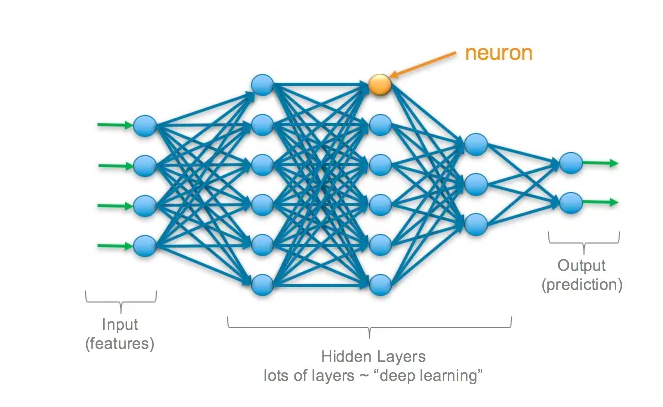 neuron
Output
(prediction)
Input
(features)
Hidden Layers
lots of layers ~ “deep learning”